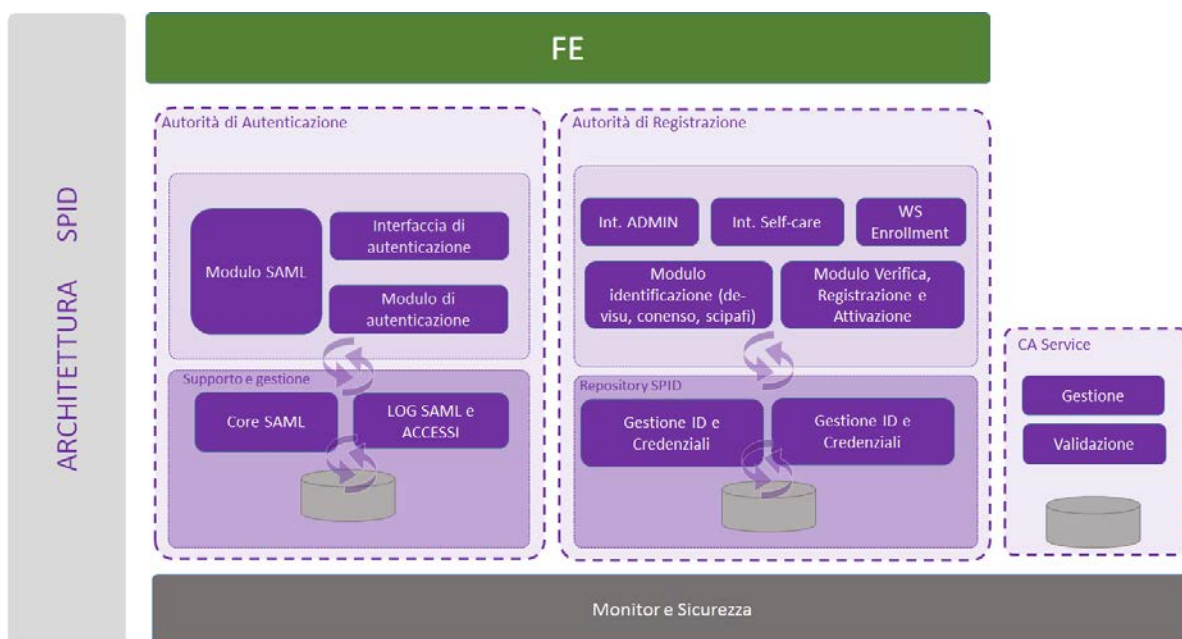 ARCHITETTURA SPID
FE
Autorità di Autenticazione
Modulo SAML
Interfaccia di
autenticazione
Modulo di
autenticazione
Supporto e gestione
Core SAML
LOG SAML e
ACCESSI
Autorità di Registrazione
Int. ADMIN
Int. Self-care
WS
Enrollment
Modulo
identificazione (de-
visu, conenso, scipafi)
Modulo Verifica,
Registrazione e
Attivazione
Repository SPID
Gestione ID e
Credenziali
Gestione ID e
Credenziali
CA Service
Gestione
Validazione
Monitor e Sicurezza